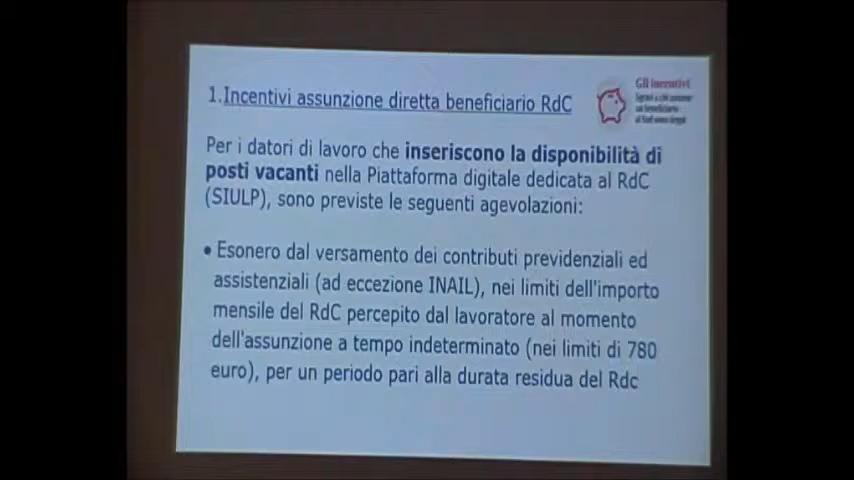 1.Incentivi assunzione diretta beneficiario RdC
Gli incentivi
Per i datori di lavoro che inseriscono la disponibilità di
posti vacanti nella Piattaforma digitale dedicata al RdC
(SIULP), sono previste le seguenti agevolazioni:
• Esonero dal versamento dei contributi previdenziali ed
assistenziali (ad eccezione INAIL), nei limiti dell'importo
mensile del RdC percepito dal lavoratore al momento
dell'assunzione a tempo indeterminato (nei limiti di 780
euro), per un periodo pari alla durata residua del Rdc